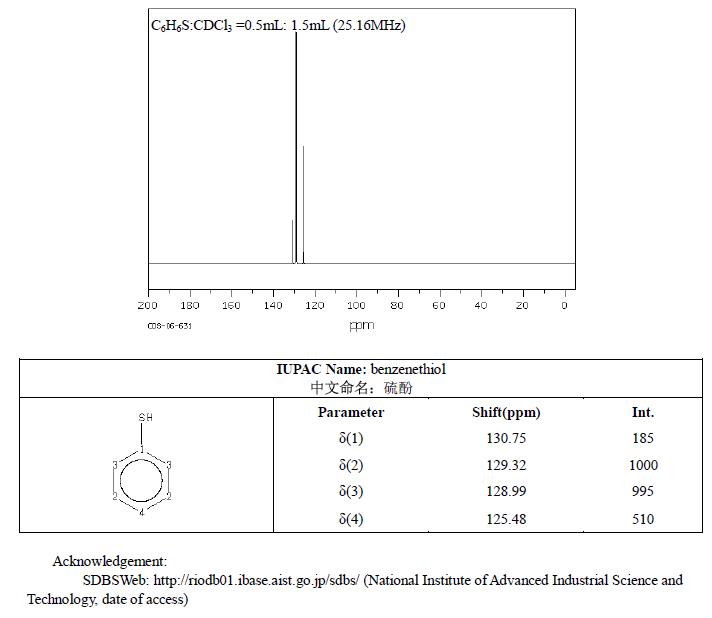 C₆H₆S:CDCl₃ =0.5mL: 1.5mL (25.16MHz)
200 180 160 140 120 100 80 60 40 20 0
CDS-06-631
ppm
IUPAC Name: benzenethiol
中文命名：硫酚
Parameter Shift(ppm) Int.
SH
δ(1) 130.75 185
1
δ(2) 129.32 1000
3 3
δ(3) 128.99 995
2 2
4
δ(4) 125.48 510
Acknowledgement:
SDBSWeb: http://riodb01.ibase.aist.go.jp/sdbs/ (National Institute of Advanced Industrial Science and
Technology, date of access)